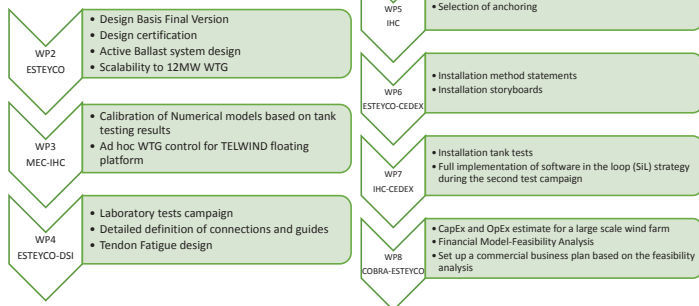 WP2
ESTEYCO
• Design Basis Final Version
• Design certification
• Active Ballast system design
• Scalability to 12MW WTG
WP3
MEC-IHC
• Calibration of Numerical models based on tank
testing results
• Ad hoc WTG control for TELWIND floating
platform
WP4
ESTEYCO-DSI
• Laboratory tests campaign
• Detailed definition of connections and guides
• Tendon Fatigue design
WP5
IHC
• Selection of anchoring
WP6
ESTEYCO-CEDEX
• Installation method statements
• Installation storyboards
WP7
IHC-CEDEX
• Installation tank tests
• Full implementation of software in the loop (SiL) strategy
during the second test campaign
WP8
COBRA-ESTEYCO
• CapEx and OpEx estimate for a large scale wind farm
• Financial Model-Feasibility Analysis
• Set up a commercial business plan based on the feasibility
analysis